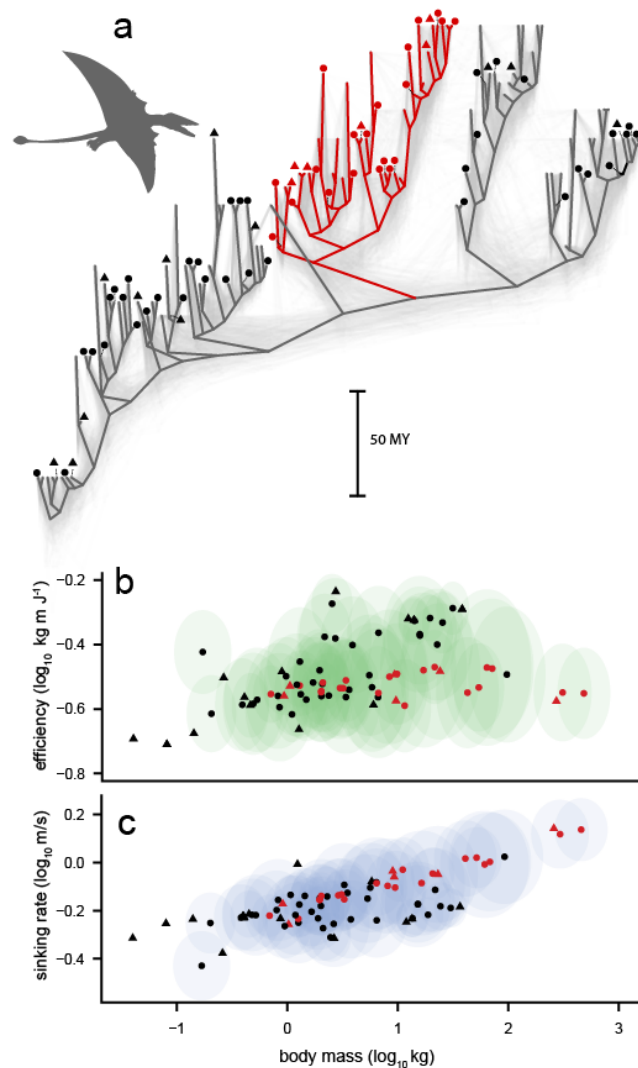 a
50 MY
b
efficiency (log₁₀ kg m J⁻¹)
−0.2
−0.4
−0.6
−0.8
c
sinking rate (log₁₀ m/s)
0.2
0.0
−0.2
−0.4
−1 0 1 2 3
body mass (log₁₀ kg)